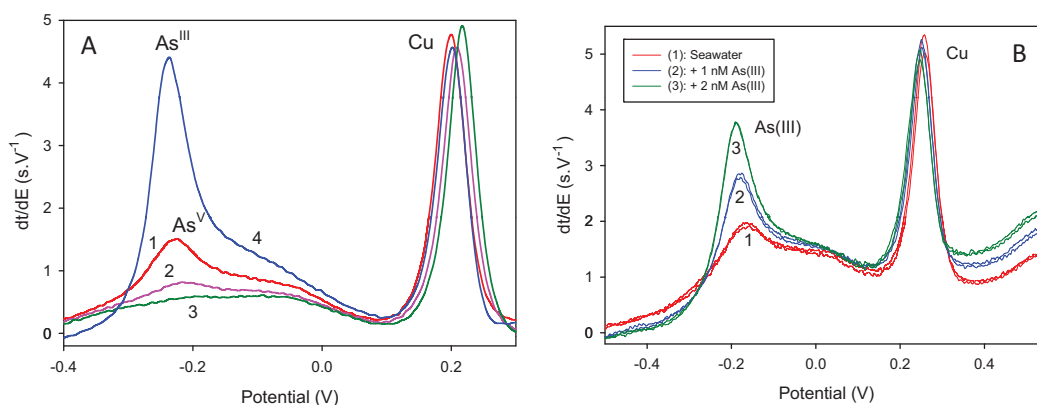 A
As^III
Cu
As^V
1
2
3
4
dt/dE (s.V^-1)
5
4
3
2
1
0
-0.4
-0.2
0.0
0.2
Potential (V)
B
(1): Seawater
(2): + 1 nM As(III)
(3): + 2 nM As(III)
Cu
As(III)
3
2
1
dt/dE (s.V^-1)
5
4
3
2
1
0
-0.4
-0.2
0.0
0.2
0.4
Potential (V)